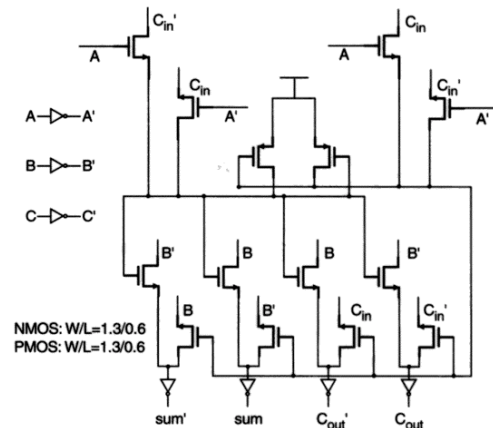 C_in' C_in
A A
C_in C_in'
A' A'
A A'
B B'
C C'
B' B B B'
B B' C_in C_in'
NMOS: W/L=1.3/0.6
PMOS: W/L=1.3/0.6
sum' sum C_out' C_out